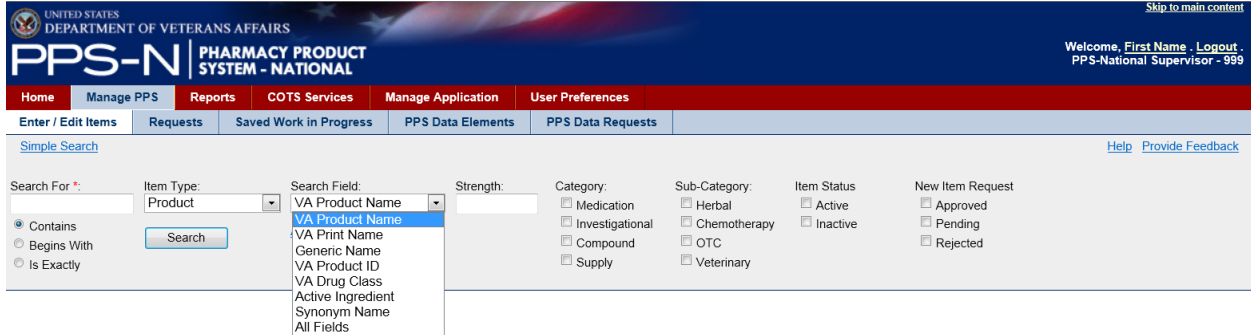 Skip to main content
UNITED STATES
DEPARTMENT OF VETERANS AFFAIRS
PPS-N PHARMACY PRODUCT
SYSTEM - NATIONAL
Welcome, First Name . Logout .
PPS-National Supervisor - 999
Home Manage PPS Reports COTS Services Manage Application User Preferences
Enter / Edit Items Requests Saved Work in Progress PPS Data Elements PPS Data Requests
Simple Search Help Provide Feedback
Search For *: Item Type: Search Field: Strength: Category: Sub-Category: Item Status New Item Request
Product VA Product Name Medication Herbal Active Approved
Contains VA Product Name Investigational Chemotherapy Inactive Pending
Begins With Search VA Print Name Compound OTC Rejected
Is Exactly Generic Name Supply Veterinary
VA Product ID
VA Drug Class
Active Ingredient
Synonym Name
All Fields